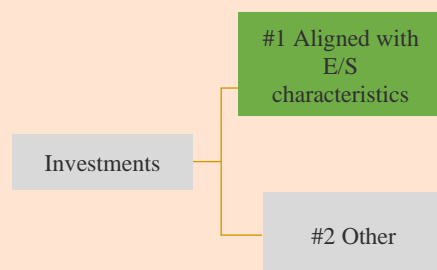 #1 Aligned with
E/S
characteristics
Investments
#2 Other